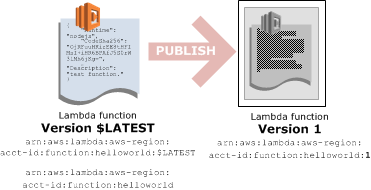 {
"Runtime":
"nodejs",
"CodeSha256":
"Description":
"test function."
}
PUBLISH
Lambda function
Version $LATEST
arn:aws:lambda:aws-region:
acct-id:function:helloworld:$LATEST
arn:aws:lambda:aws-region:
acct-id:function:helloworld
Lambda function
Version 1
arn:aws:lambda:aws-region:
acct-id:function:helloworld:1